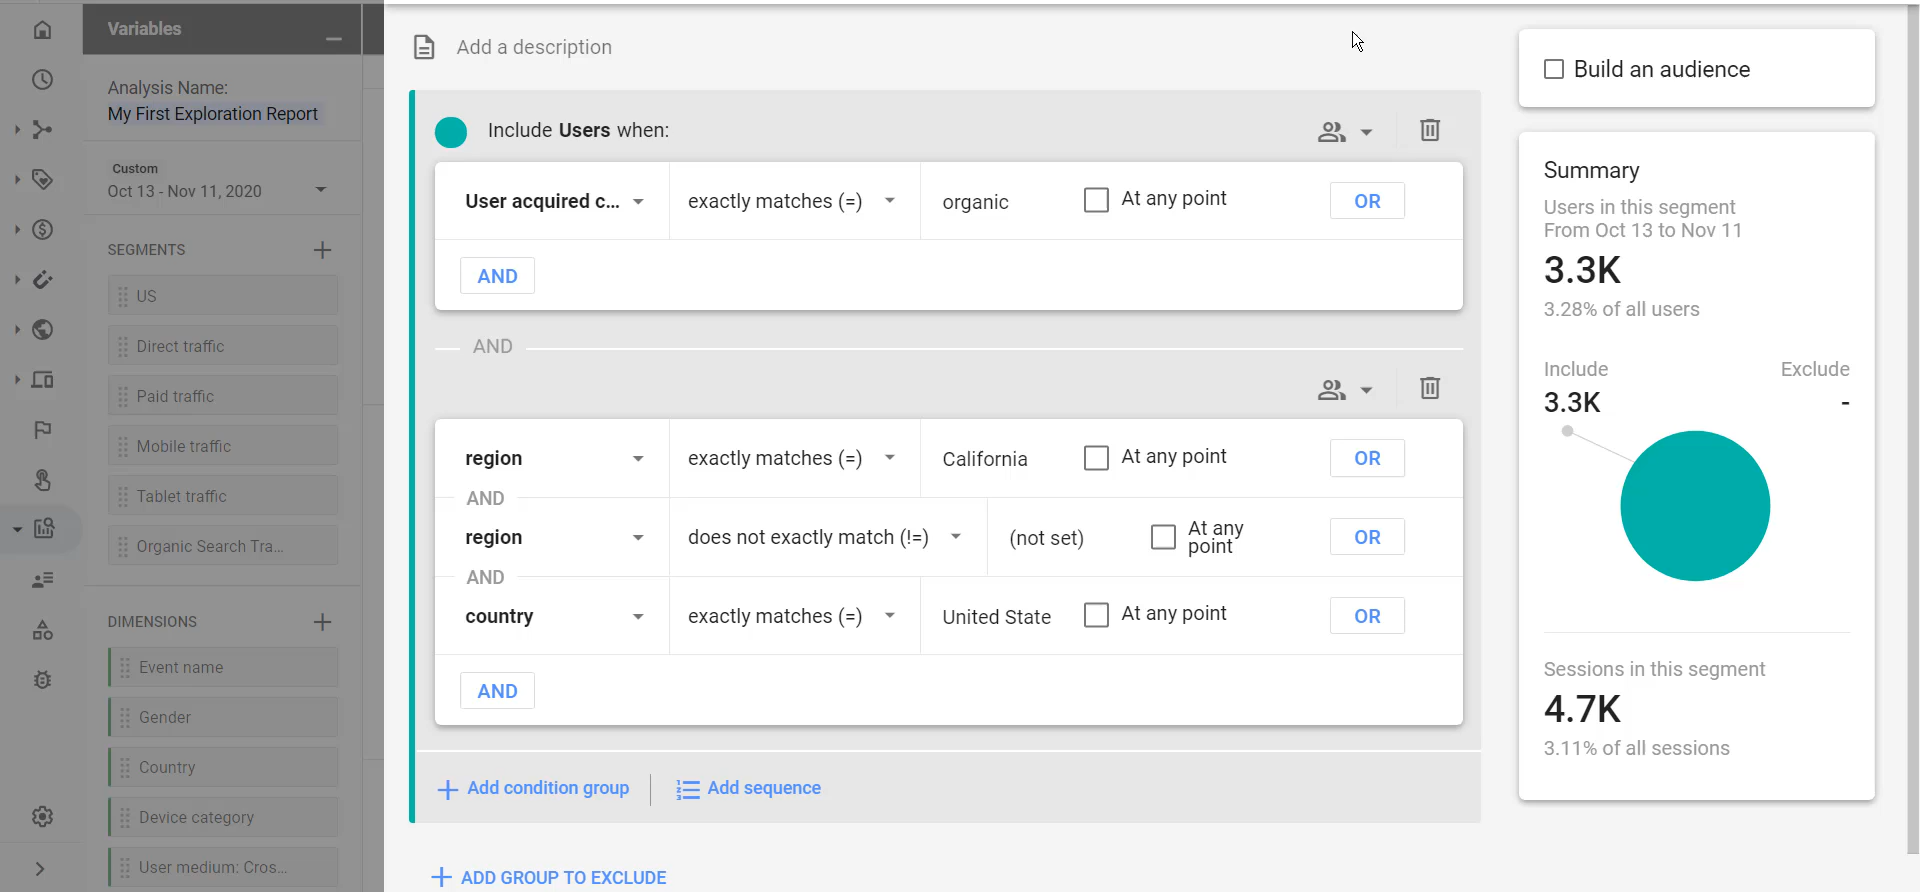 Variables
Analysis Name:
My First Exploration Report
Custom
Oct 13 - Nov 11, 2020
SEGMENTS
US
Direct traffic
Paid traffic
Mobile traffic
Tablet traffic
Organic Search Tra...
DIMENSIONS
Event name
Gender
Country
Device category
User medium: Cros...
Add a description
Include Users when:
User acquired c... exactly matches (=) organic At any point OR
AND
AND
region exactly matches (=) California At any point OR
AND
region does not exactly match (!=) (not set) At any
point OR
AND
country exactly matches (=) United State At any point OR
AND
Add condition group Add sequence
ADD GROUP TO EXCLUDE
Build an audience
Summary
Users in this segment
From Oct 13 to Nov 11
3.3K
3.28% of all users
Include Exclude
3.3K -
Sessions in this segment
4.7K
3.11% of all sessions